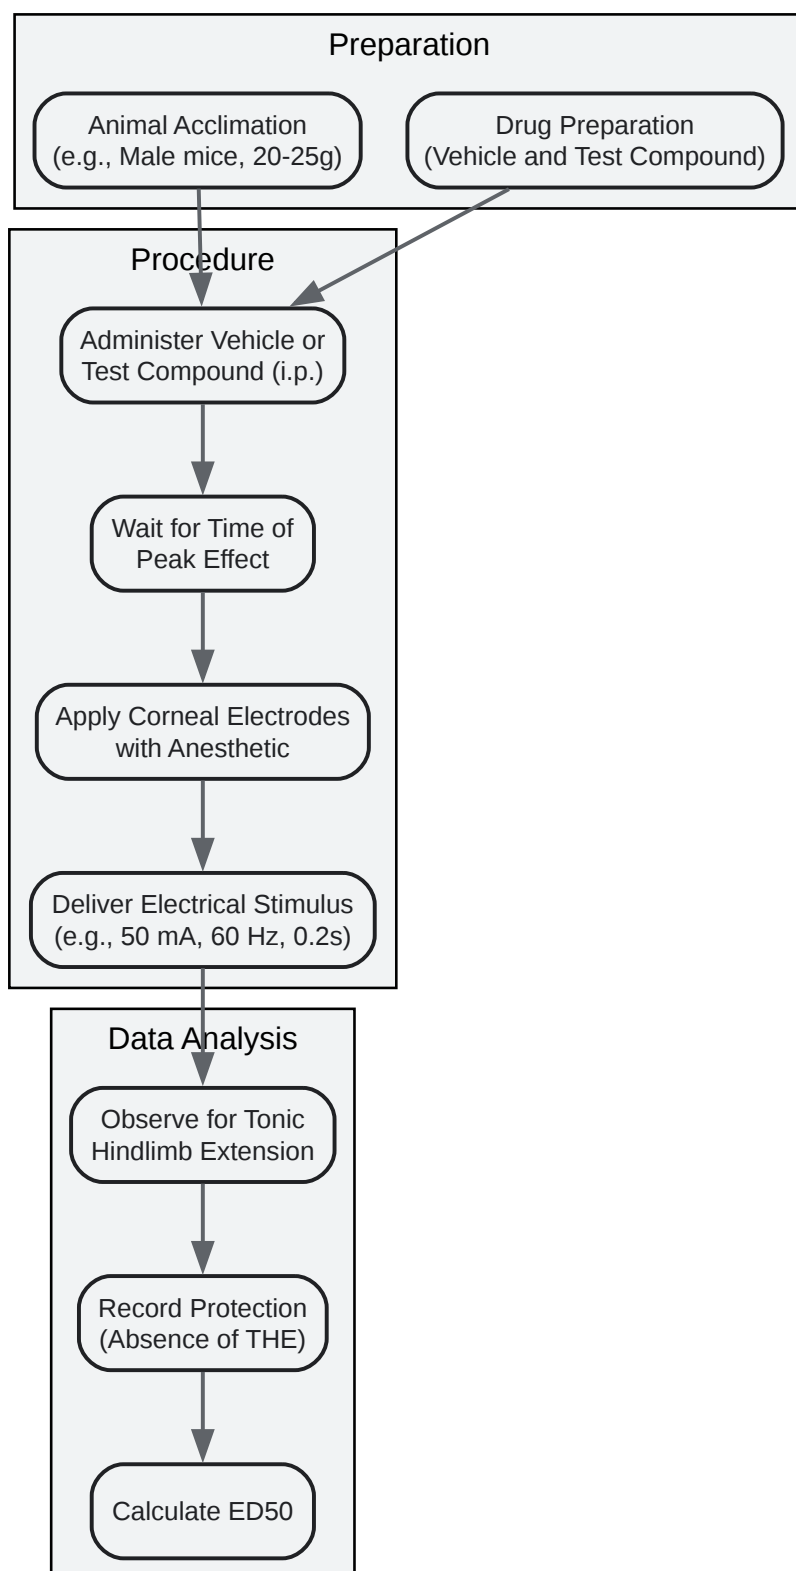 Preparation
Animal Acclimation
(e.g., Male mice, 20-25g)
Drug Preparation
(Vehicle and Test Compound)
Procedure
Administer Vehicle or
Test Compound (i.p.)
Wait for Time of
Peak Effect
Apply Corneal Electrodes
with Anesthetic
Deliver Electrical Stimulus
(e.g., 50 mA, 60 Hz, 0.2s)
Data Analysis
Observe for Tonic
Hindlimb Extension
Record Protection
(Absence of THE)
Calculate ED50